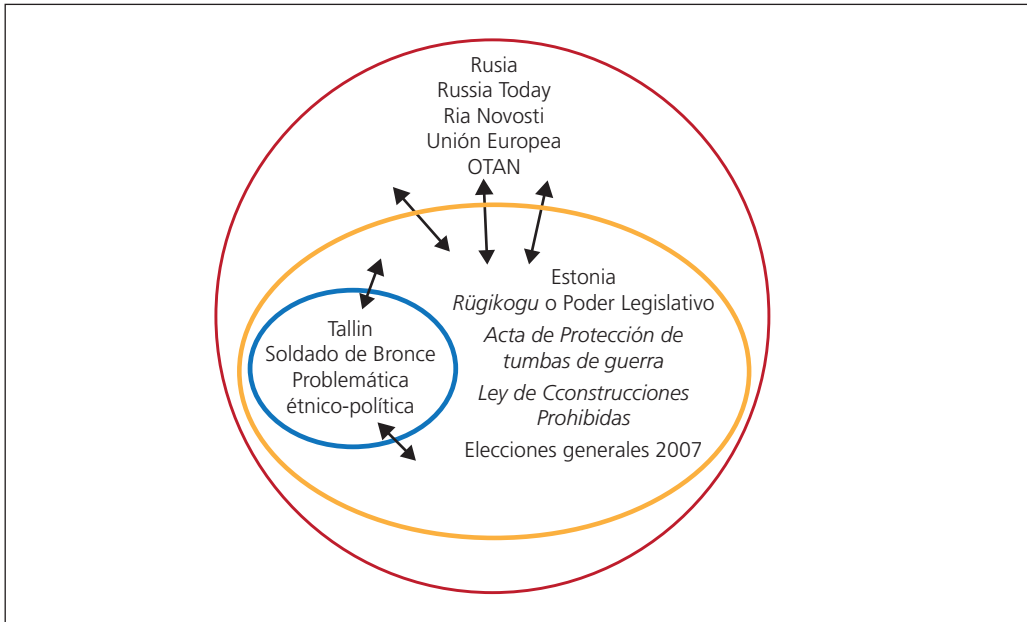 Rusia
Russia Today
Ria Novosti
Unión Europea
OTAN
Estonia
Rügikogu o Poder Legislativo
Acta de Protección de
tumbas de guerra
Ley de Cconstrucciones
Prohibidas
Elecciones generales 2007
Tallin
Soldado de Bronce
Problemática
étnico-política